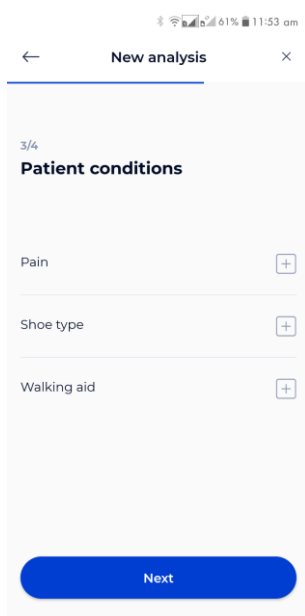 61% 11:53 am
New analysis
3/4
Patient conditions
Pain
Shoe type
Walking aid
Next